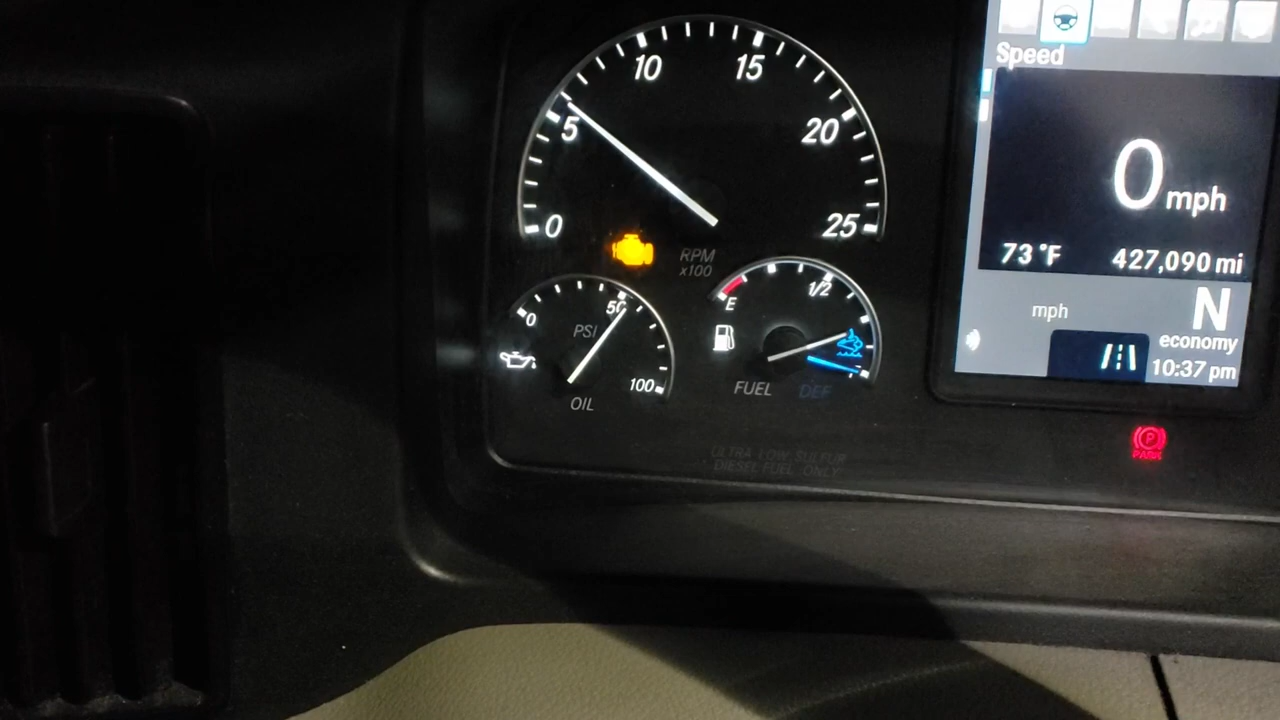 10
15
5
20
0
25
RPM
x100
0
50
PSI
100
OIL
E
1/2
FUEL
DEF
ULTRA LOW SULFUR
DIESEL FUEL ONLY
Speed
0 mph
73 °F
427,090 mi
mph
N
economy
10:37 pm
P
PARK